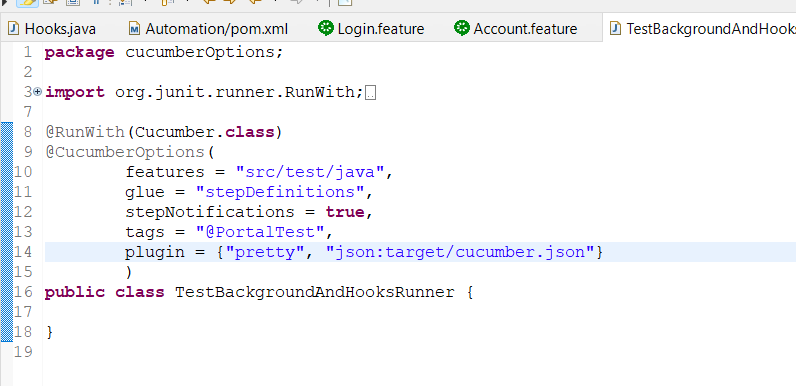 Hooks.java Automation/pom.xml Login.feature Account.feature TestBackgroundAndHooks
1 package cucumberOptions;
2
3 import org.junit.runner.RunWith;
7
8 @RunWith(Cucumber.class)
9 @CucumberOptions(
10 features = "src/test/java",
11 glue = "stepDefinitions",
12 stepNotifications = true,
13 tags = "@PortalTest",
14 plugin = {"pretty", "json:target/cucumber.json"}
15 )
16 public class TestBackgroundAndHooksRunner {
17
18 }
19